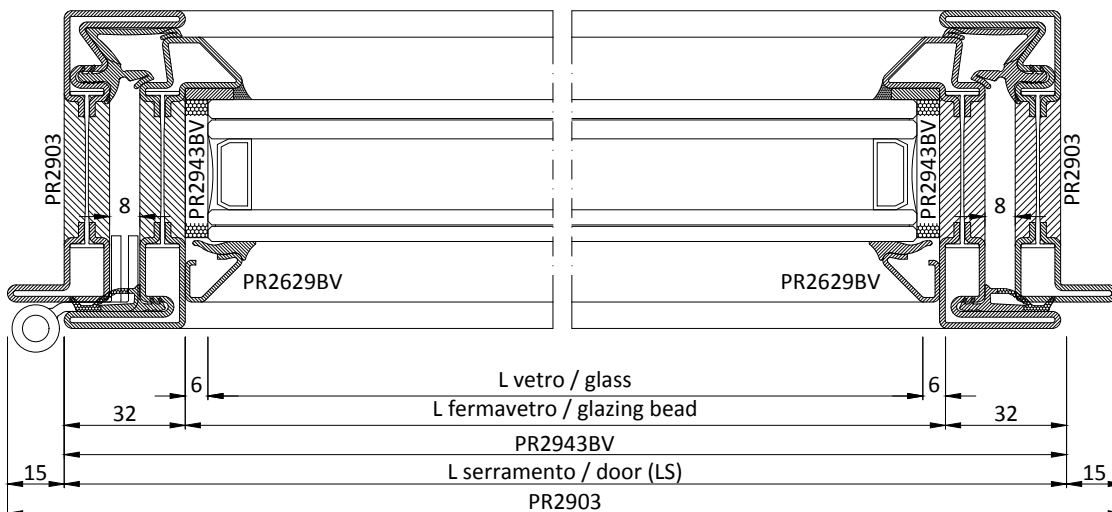 PR2903
PR2943BV
PR2943BV
PR2903
8
8
PR2629BV
PR2629BV
6
L vetro / glass
6
32
L fermavetro / glazing bead
32
PR2943BV
15
L serramento / door (LS)
15
PR2903